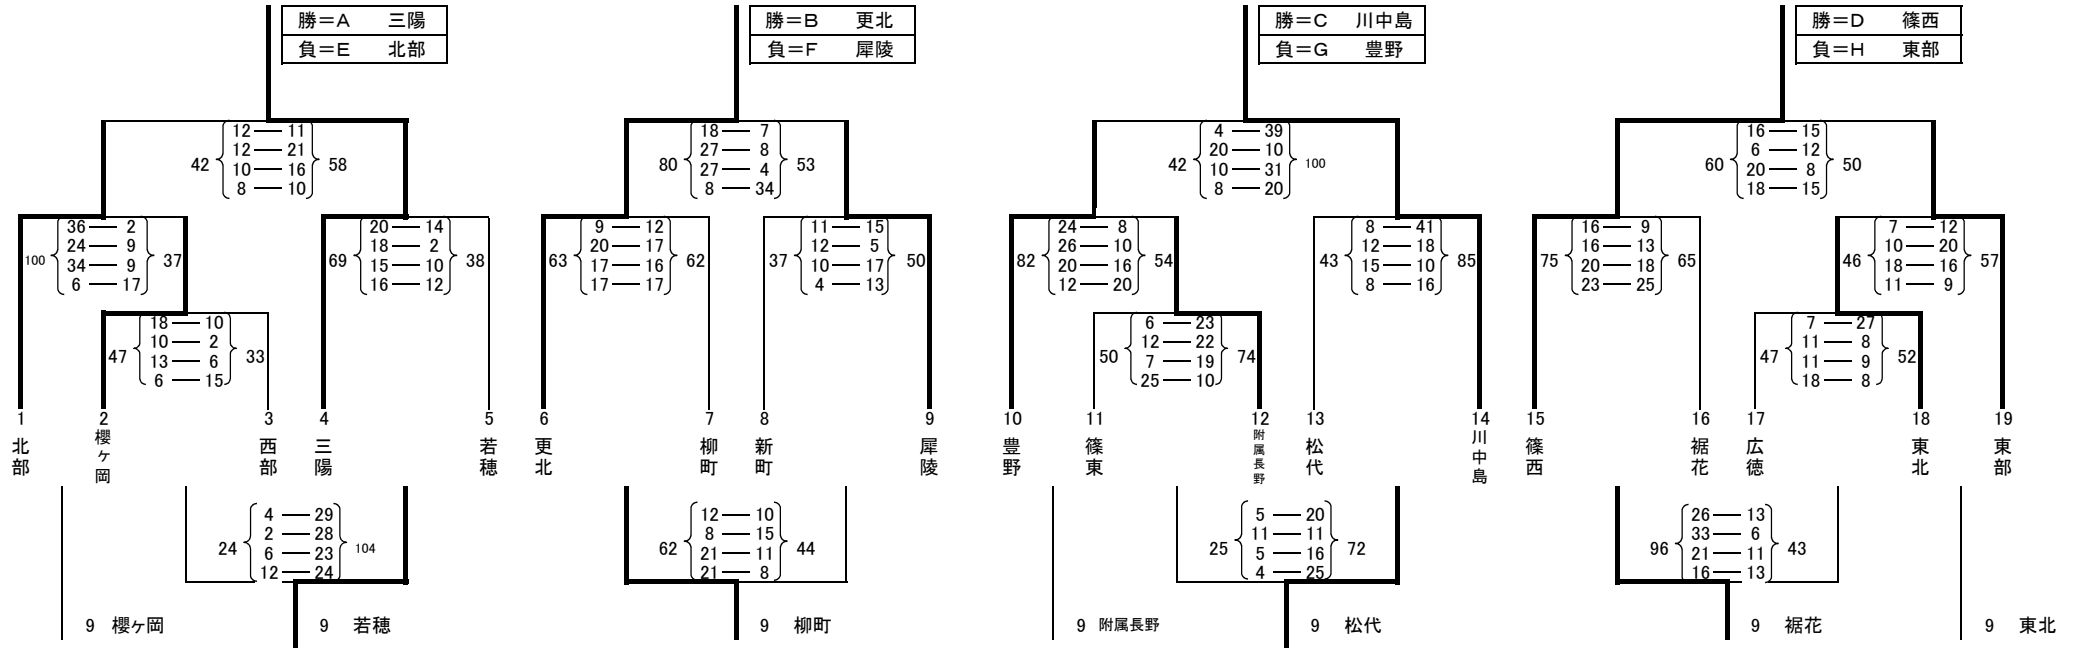 勝＝A 三陽
負＝E 北部
勝＝B 更北
負＝F 犀陵
勝＝C 川中島
負＝G 豊野
勝＝D 篠西
負＝H 東部
42 58
12 ― 11
12 ― 21
10 ― 16
8 ― 10
80 53
18 ― 7
27 ― 8
27 ― 4
8 ― 34
42 100
4 ― 39
20 ― 10
10 ― 31
8 ― 20
60 50
16 ― 15
6 ― 12
20 ― 8
18 ― 15
100 37
36 ― 2
24 ― 9
34 ― 9
6 ― 17
69 38
20 ― 14
18 ― 2
15 ― 10
16 ― 12
63 62
9 ― 12
20 ― 17
17 ― 16
17 ― 17
37 50
11 ― 15
12 ― 5
10 ― 17
4 ― 13
82 54
24 ― 8
26 ― 10
20 ― 16
12 ― 20
43 85
8 ― 41
12 ― 18
15 ― 10
8 ― 16
75 65
16 ― 9
16 ― 13
20 ― 18
23 ― 25
46 57
7 ― 12
10 ― 20
18 ― 16
11 ― 9
47 33
18 ― 10
10 ― 2
13 ― 6
6 ― 15
50 74
6 ― 23
12 ― 22
7 ― 19
25 ― 10
47 52
7 ― 27
11 ― 8
11 ― 9
18 ― 8
1 北部
2 櫻ヶ岡
3 西部
4 三陽
5 若穂
6 更北
7 柳町
8 新町
9 犀陵
10 豊野
11 篠東
12 附属長野
13 松代
14 川中島
15 篠西
16 裾花
17 広徳
18 東北
19 東部
24 104
4 ― 29
2 ― 28
6 ― 23
12 ― 24
62 44
12 ― 10
8 ― 15
21 ― 11
21 ― 8
25 72
5 ― 20
11 ― 11
5 ― 16
4 ― 25
96 43
26 ― 13
33 ― 6
21 ― 11
16 ― 13
9 櫻ヶ岡
9 若穂
9 柳町
9 附属長野
9 松代
9 裾花
9 東北